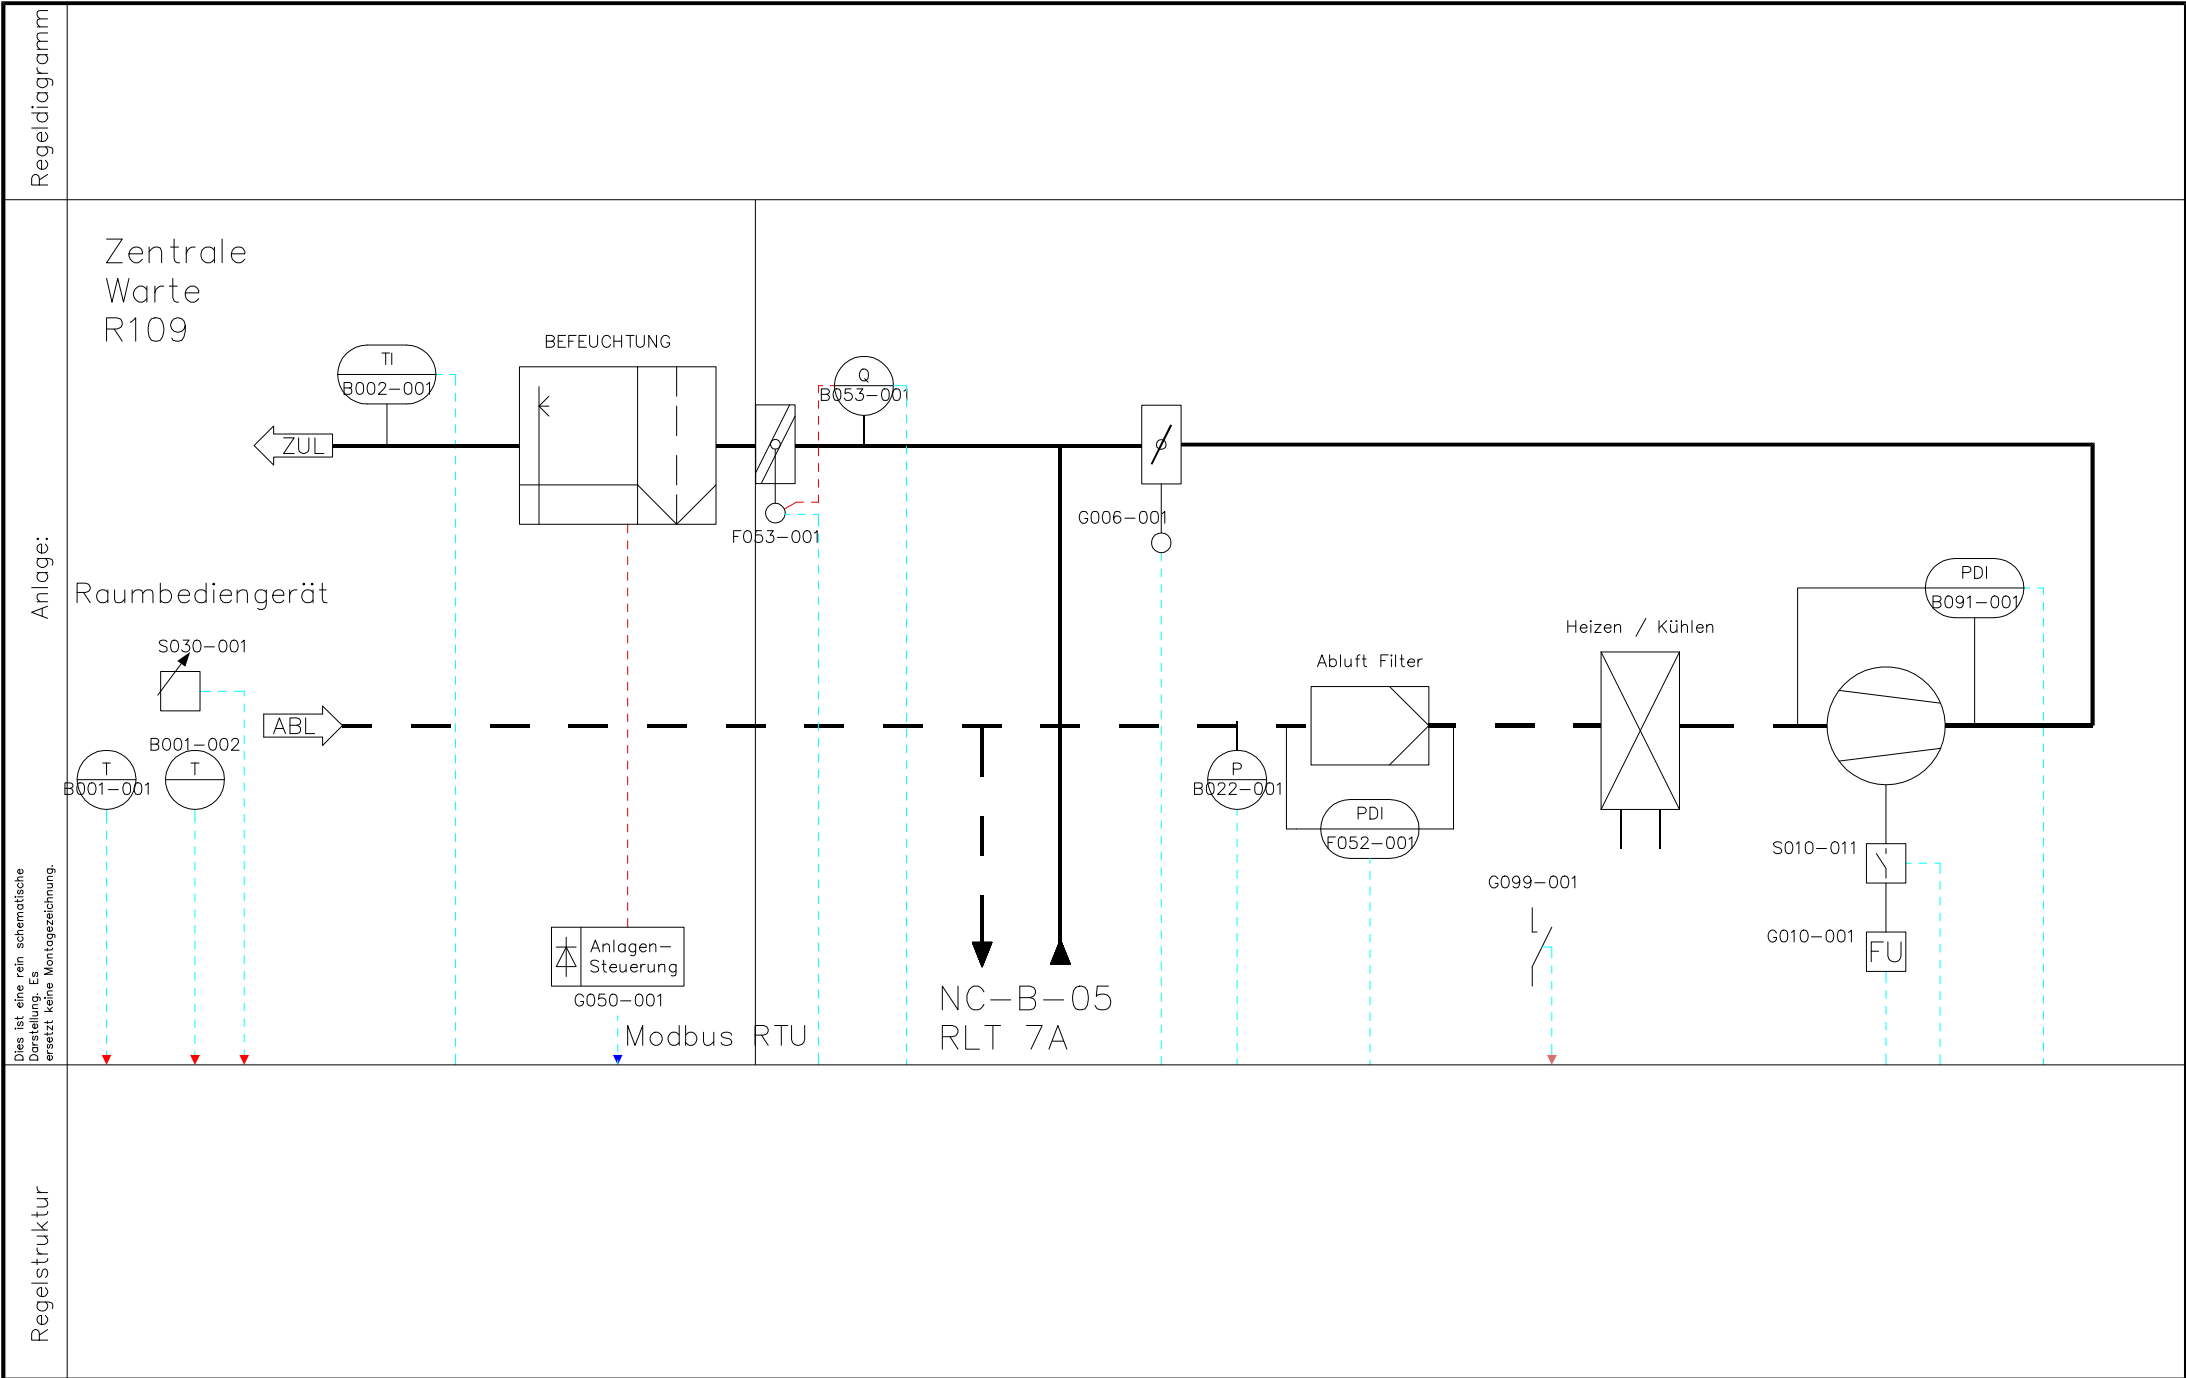 Regeldiagramm
Zentrale
Warte
R109
BEFEUCHTUNG
TI
B002-001
Q
B053-001
ZUL
G006-001
F053-001
Anlage:
PDI
B091-001
Raumbediengerät
Heizen / Kühlen
S030-001
Abluft Filter
ABL
B001-002
T
B001-001
T
P
B022-001
PDI
F052-001
S010-011
G099-001
G010-001
FU
Anlagen-
Steuerung
G050-001
Modbus RTU
NC-B-05
RLT 7A
Dies ist eine rein schematische
Darstellung. Es
ersetzt keine Montagezeichnung.
Regelstruktur